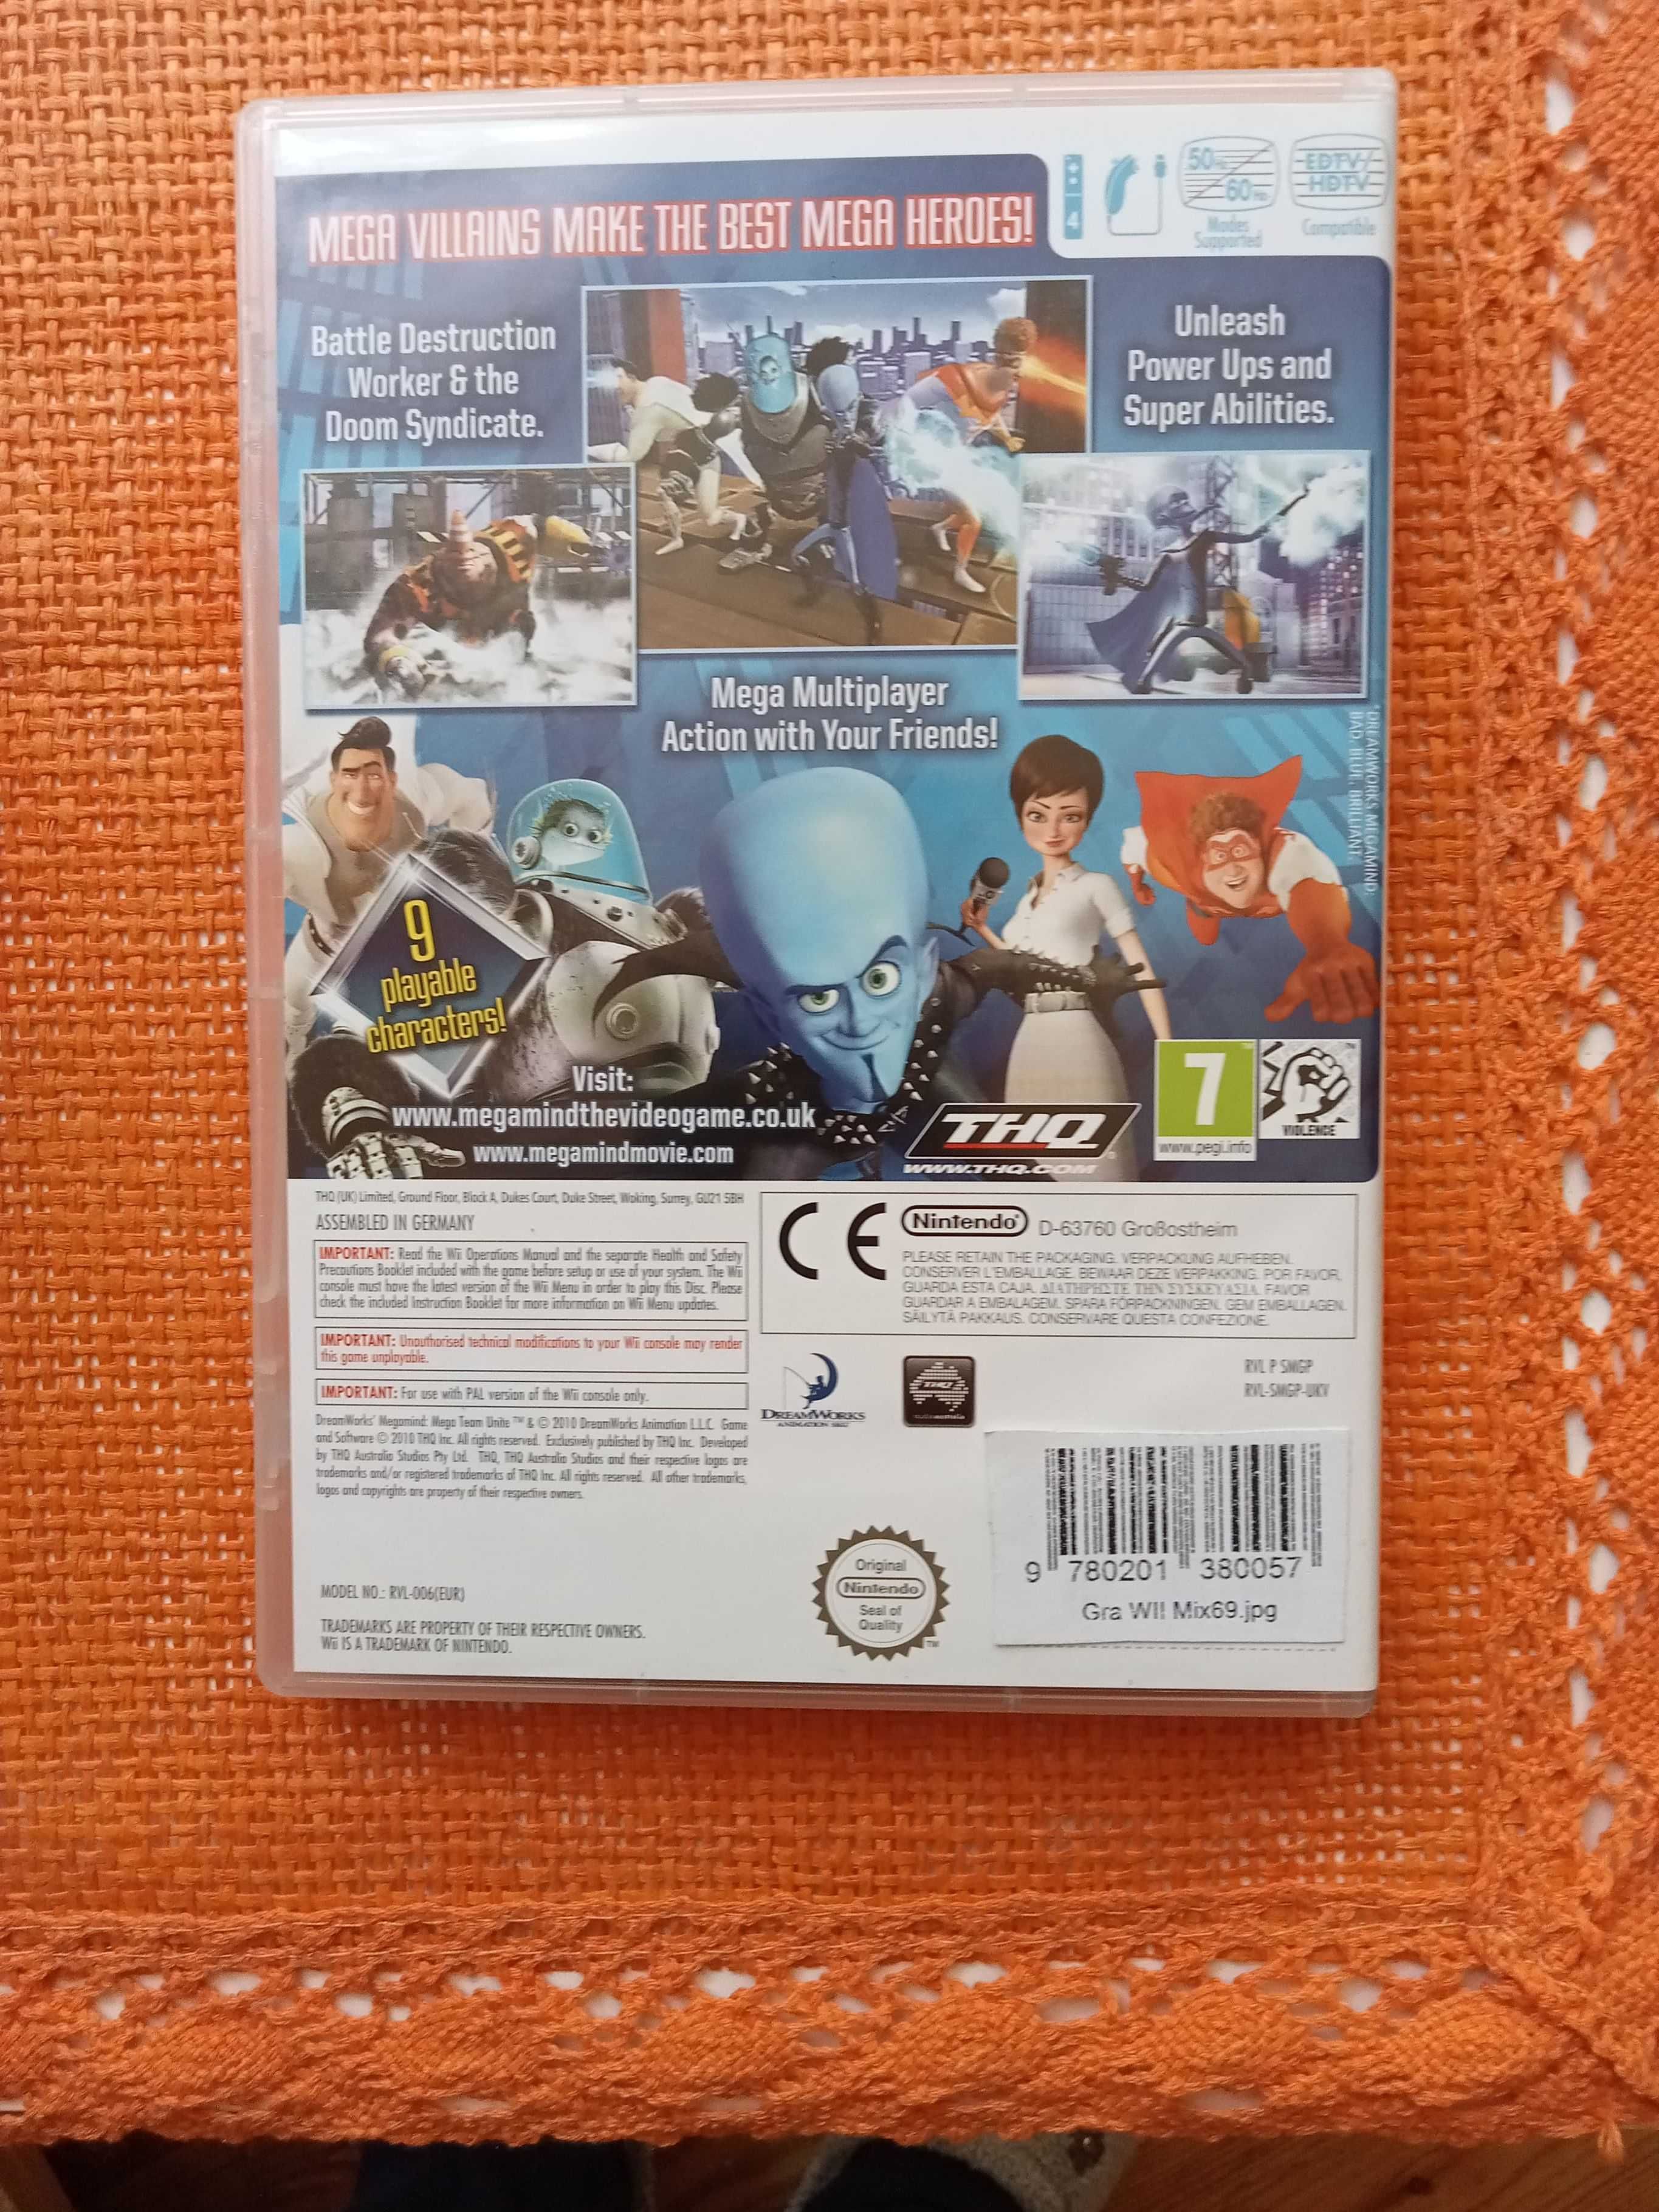 MEGA VILLAINS MAKE THE BEST MEGA HEROES!
4
50Hz
60Hz
Modes
Supported
EDTV/
HDTV
Compatible
Battle Destruction
Worker & the
Doom Syndicate.
Unleash
Power Ups and
Super Abilities.
Mega Multiplayer
Action with Your Friends!
"DREAMWORKS MEGAMIND:
BAD. BLUE. BRILLIANT."
9
playable
characters!
Visit:
www.megamindthevideogame.co.uk
www.megamindmovie.com
THQ
WWW.THQ.COM
7
www.pegi.info
VIOLENCE
THQ (UK) Limited, Ground Floor, Block A, Dukes Court, Duke Street, Woking, Surrey, GU21 5BH
ASSEMBLED IN GERMANY
IMPORTANT: Read the Wii Operations Manual and the separate Health and Safety
Precautions Booklet included with the game before setup or use of your system. The Wii
console must have the latest version of the Wii Menu in order to play this Disc. Please
check the included Instruction Booklet for more information on Wii Menu updates.
IMPORTANT: Unauthorised technical modifications to your Wii console may render
this game unplayable.
IMPORTANT: For use with PAL version of the Wii console only.
DreamWorks' Megamind: Mega Team Unite ™ & © 2010 DreamWorks Animation L.L.C. Game
and Software © 2010 THQ Inc. All rights reserved. Exclusively published by THQ Inc. Developed
by THQ Australia Studios Pty Ltd. THQ, THQ Australia Studios and their respective logos are
trademarks and/or registered trademarks of THQ Inc. All rights reserved. All other trademarks,
logos and copyrights are property of their respective owners.
CE
Nintendo® D-63760 Großostheim
PLEASE RETAIN THE PACKAGING. VERPACKUNG AUFHEBEN.
CONSERVER L'EMBALLAGE. BEWAAR DEZE VERPAKKING. POR FAVOR,
GUARDA ESTA CAJA. ΔΙΑΤΗΡΗΣΤΕ ΤΗΝ ΣΥΣΚΕΥΑΣΙΑ. FAVOR
GUARDAR A EMBALAGEM. SPARA FÖRPACKNINGEN. GEM EMBALLAGEN.
SÄILYTÄ PAKKAUS. CONSERVARE QUESTA CONFEZIONE.
DREAMWORKS
THQ
RVL P SMGP
RVL-SMGP-UKV
MODEL NO.: RVL-006(EUR)
TRADEMARKS ARE PROPERTY OF THEIR RESPECTIVE OWNERS.
Wii IS A TRADEMARK OF NINTENDO.
Original
Nintendo
Seal of
Quality
TM
9 780201 380057
Gra WII Mix69.jpg